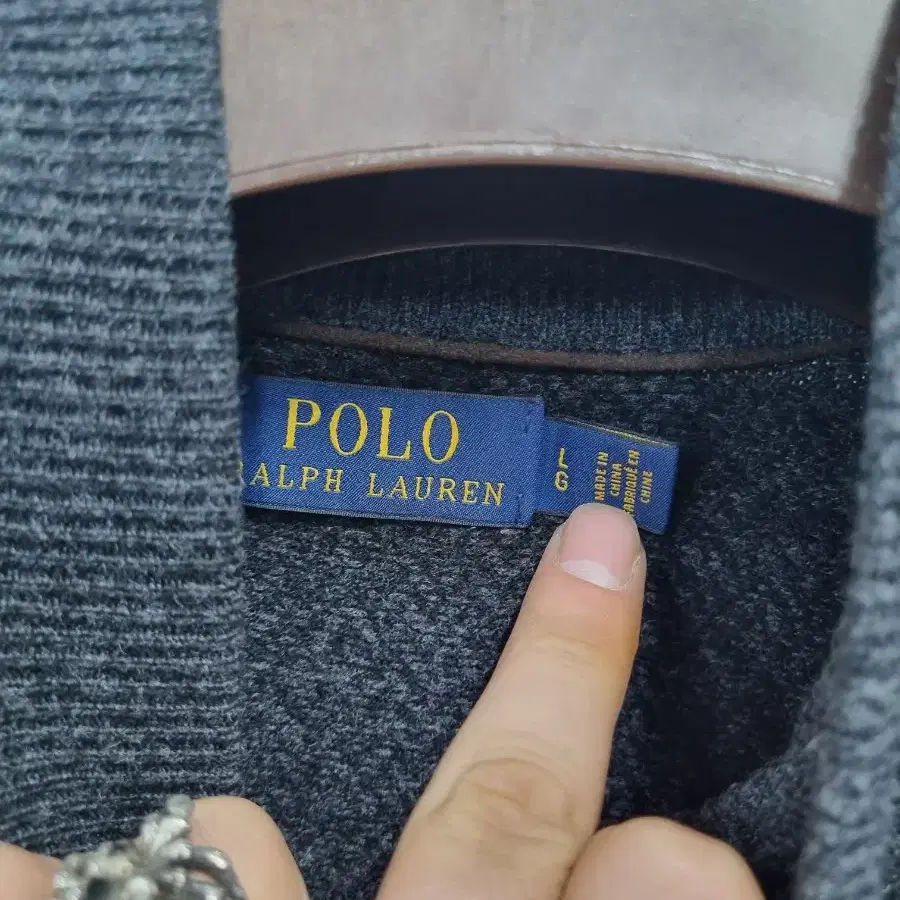 POLO
RALPH LAUREN
L
G
MADE IN
CHINA
FABRIQUÉ EN
CHINE